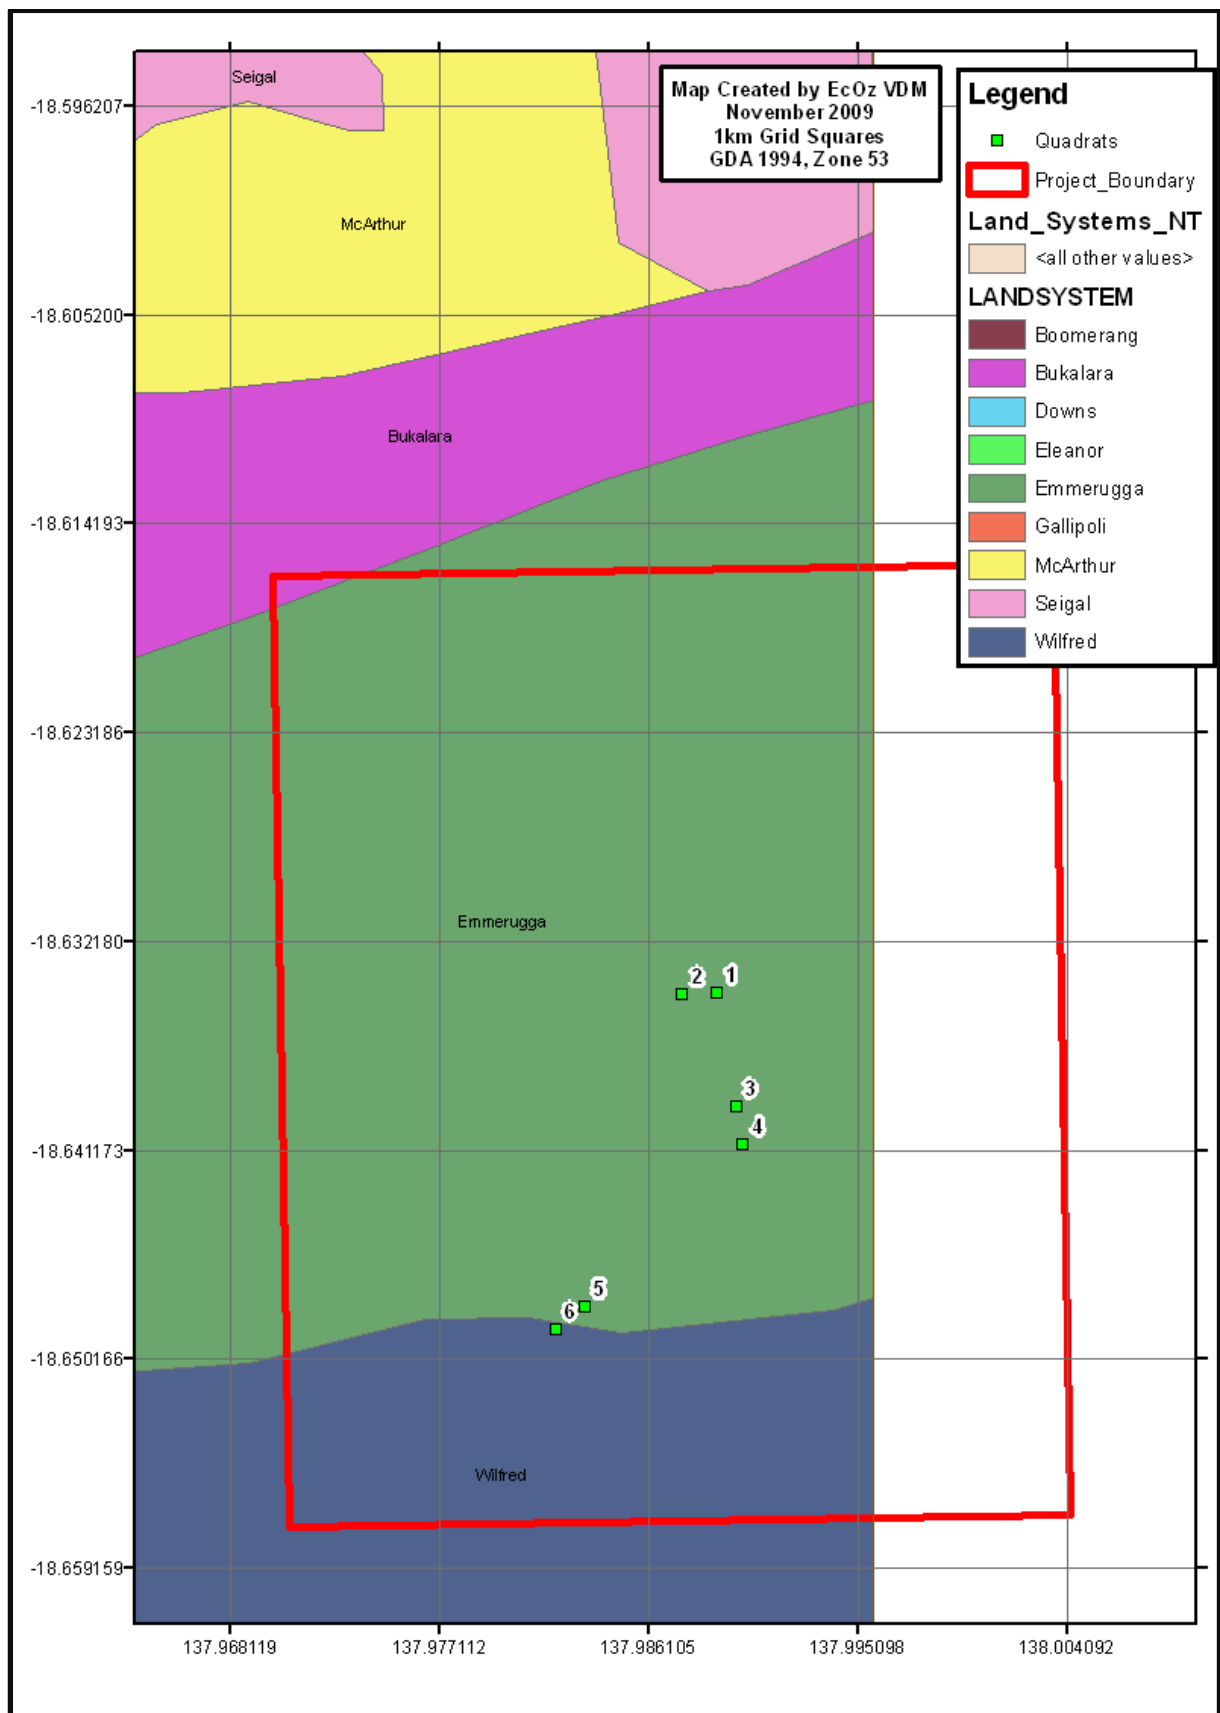 Map Created by EcOz VDM
November 2009
1km Grid Squares
GDA 1994, Zone 53
Legend
Quadrats
Project_Boundary
Land_Systems_NT
<all other values>
LANDSYSTEM
Boomerang
Bukalara
Downs
Eleanor
Emmerugga
Gallipoli
McArthur
Seigal
Wilfred
Seigal
McArthur
Bukalara
Emmerugga
2 1
3
4
5
6
Wilfred
-18.596207
-18.605200
-18.614193
-18.623186
-18.632180
-18.641173
-18.650166
-18.659159
137.968119 137.977112 137.986105 137.995098 138.004092